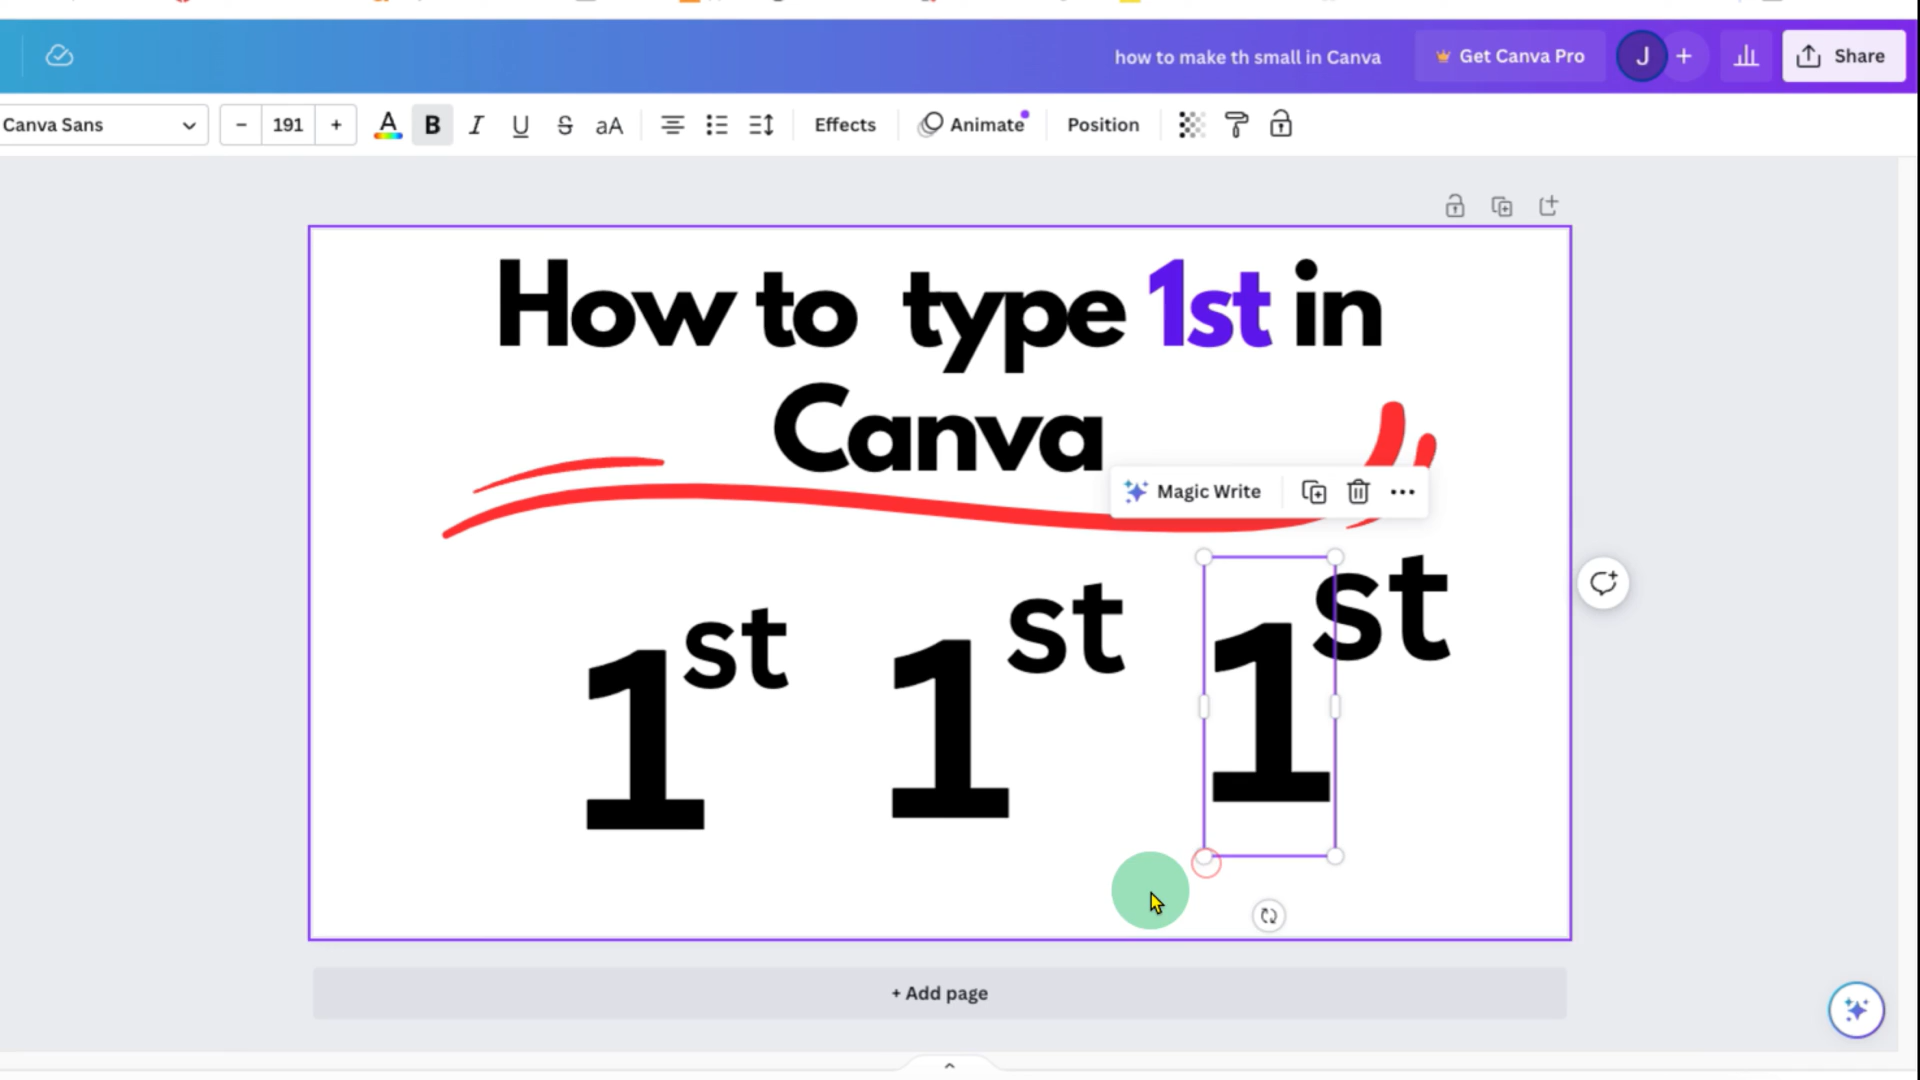 how to make th small in Canva
Get Canva Pro
J
Share
Canva Sans
191
A
B
I
U
S
aA
Effects
Animate
Position
How to type 1st in
Canva
Magic Write
1st 1st 1st
+ Add page